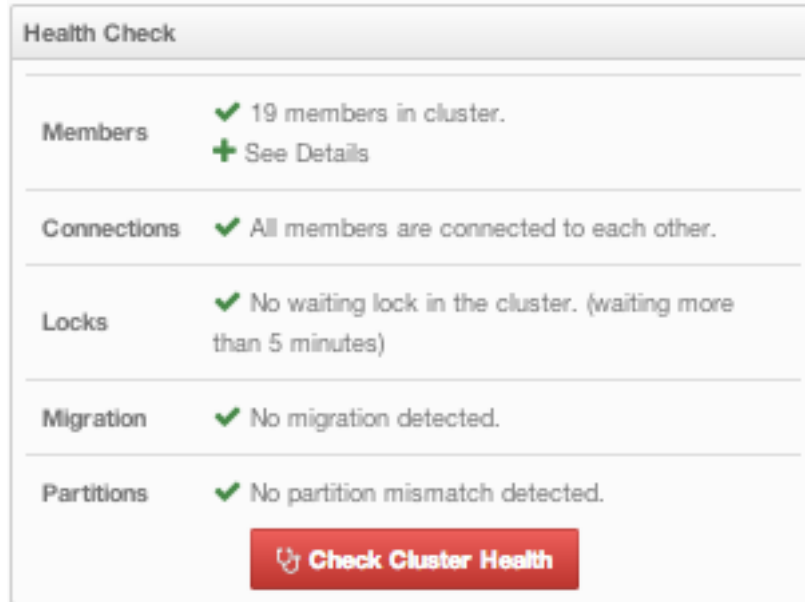 Health Check
Members
19 members in cluster.
See Details
Connections
All members are connected to each other.
Locks
No waiting lock in the cluster. (waiting more
than 5 minutes)
Migration
No migration detected.
Partitions
No partition mismatch detected.
Check Cluster Health